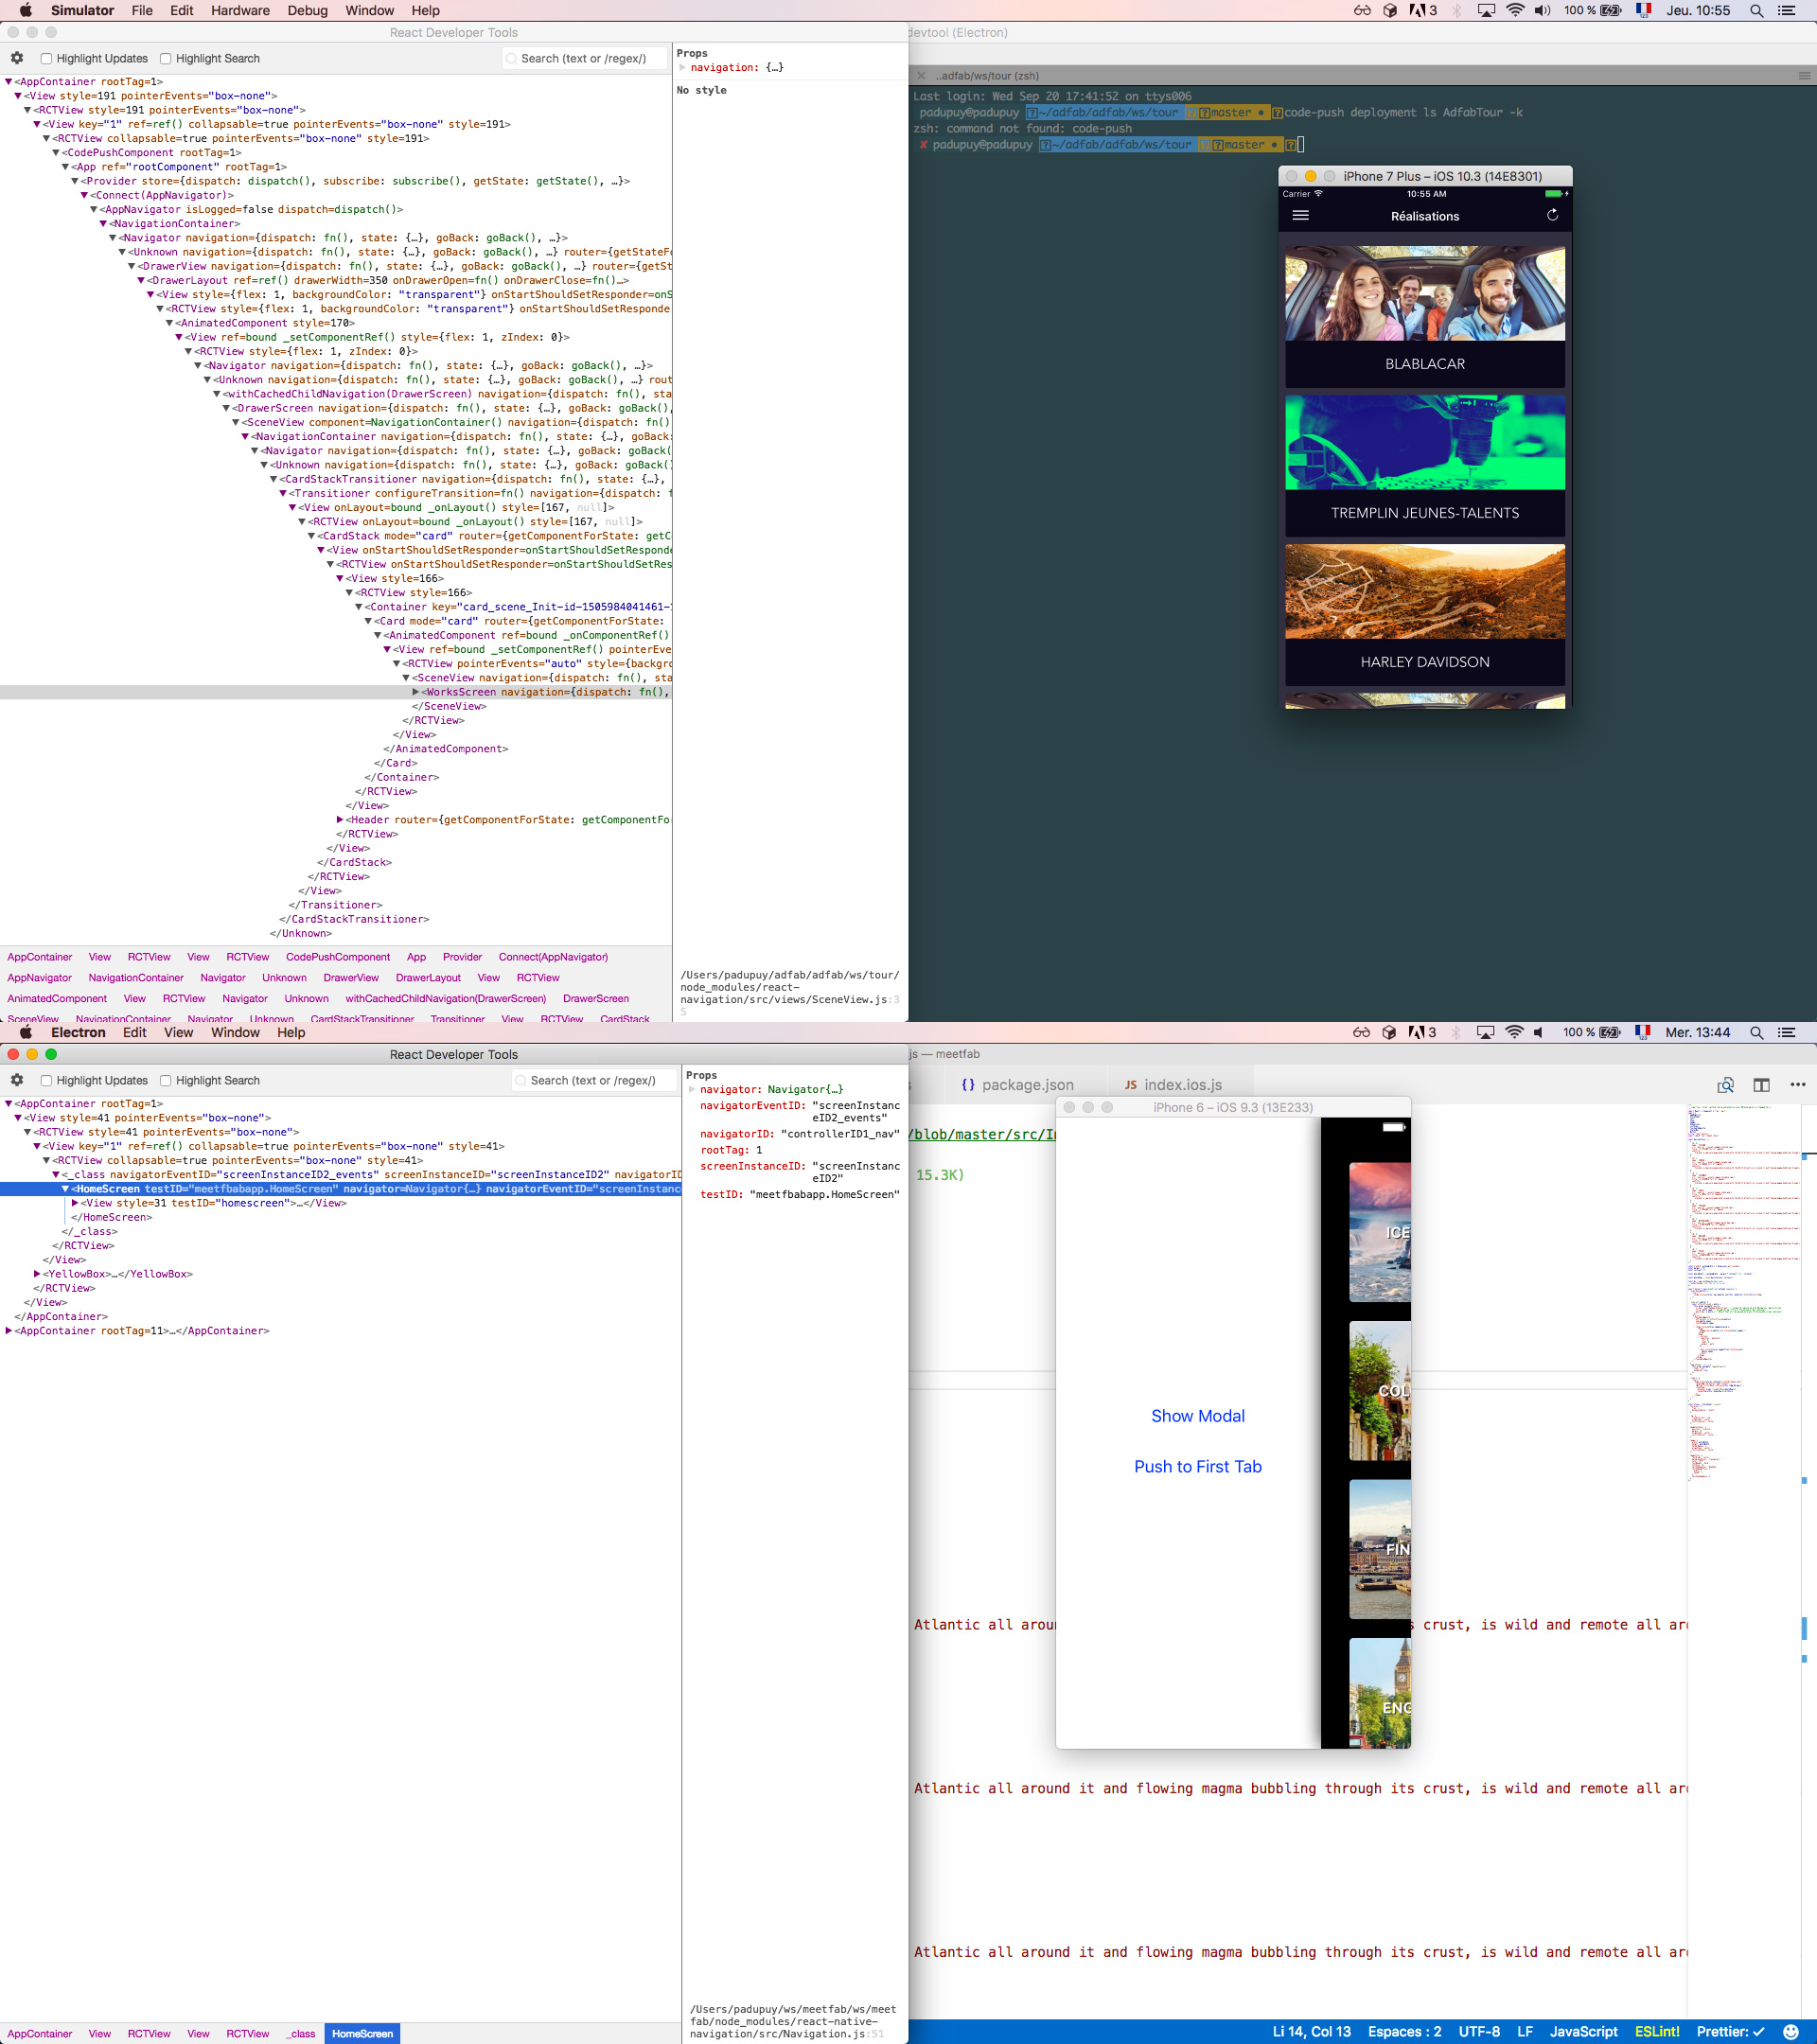 Simulator File Edit Hardware Debug Window Help
3 100 % Jeu. 10:55
React Developer Tools
Highlight Updates Highlight Search Search (text or /regex/)
<AppContainer rootTag=1>
<View style=191 pointerEvents="box-none">
<RCTView style=191 pointerEvents="box-none">
<View key="1" ref=ref() collapsable=true pointerEvents="box-none" style=191>
<RCTView collapsable=true pointerEvents="box-none" style=191>
<CodePushComponent rootTag=1>
<App ref="rootComponent" rootTag=1>
<Provider store={dispatch: dispatch(), subscribe: subscribe(), getState: getState(), …}>
<Connect(AppNavigator)>
<AppNavigator isLogged=false dispatch=dispatch()>
<NavigationContainer>
<Navigator navigation={dispatch: fn(), state: {…}, goBack: goBack(), …}>
<Unknown navigation={dispatch: fn(), state: {…}, goBack: goBack(), …} router={getStateFo
<DrawerView navigation={dispatch: fn(), state: {…}, goBack: goBack(), …} router={getSt
<DrawerLayout ref=ref() drawerWidth=350 onDrawerOpen=fn() onDrawerClose=fn()…>
<View style={flex: 1, backgroundColor: "transparent"} onStartShouldSetResponder=onS
<RCTView style={flex: 1, backgroundColor: "transparent"} onStartShouldSetResponde
<AnimatedComponent style=170>
<View ref=bound _setComponentRef() style={flex: 1, zIndex: 0}>
<RCTView style={flex: 1, zIndex: 0}>
<Navigator navigation={dispatch: fn(), state: {…}, goBack: goBack(), …}>
<Unknown navigation={dispatch: fn(), state: {…}, goBack: goBack(), …} rout
<withCachedChildNavigation(DrawerScreen) navigation={dispatch: fn(), sta
<DrawerScreen navigation={dispatch: fn(), state: {…}, goBack: goBack(),
<SceneView component=NavigationContainer() navigation={dispatch: fn(),
<NavigationContainer navigation={dispatch: fn(), state: {…}, goBack:
<Navigator navigation={dispatch: fn(), state: {…}, goBack: goBack()
<Unknown navigation={dispatch: fn(), state: {…}, goBack: goBack()
<CardStackTransitioner navigation={dispatch: fn(), state: {…},
<Transitioner configureTransition=fn() navigation={dispatch: f
<View onLayout=bound _onLayout() style=[167, null]>
<RCTView onLayout=bound _onLayout() style=[167, null]>
<CardStack mode="card" router={getComponentForState: getC
<View onStartShouldSetResponder=onStartShouldSetResponde
<RCTView onStartShouldSetResponder=onStartShouldSetRes
<View style=166>
<RCTView style=166>
<Container key="card_scene_Init-id-1505984041461-
<Card mode="card" router={getComponentForState:
<AnimatedComponent ref=bound _onComponentRef()
<View ref=bound _setComponentRef() pointerEve
<RCTView pointerEvents="auto" style={backgro
<SceneView navigation={dispatch: fn(), sta
<WorksScreen navigation={dispatch: fn(),
</SceneView>
</RCTView>
</View>
</AnimatedComponent>
</Card>
</Container>
</RCTView>
</View>
<Header router={getComponentForState: getComponentFo
</RCTView>
</View>
</CardStack>
</RCTView>
</View>
</Transitioner>
</CardStackTransitioner>
</Unknown>
AppContainer View RCTView View RCTView CodePushComponent App Provider Connect(AppNavigator)
AppNavigator NavigationContainer Navigator Unknown DrawerView DrawerLayout View RCTView
AnimatedComponent View RCTView Navigator Unknown withCachedChildNavigation(DrawerScreen) DrawerScreen
SceneView NavigationContainer Navigator Unknown CardStackTransitioner Transitioner View RCTView CardStack
Props
navigation: {…}
No style
/Users/padupuy/adfab/adfab/ws/tour/
node_modules/react-
navigation/src/views/SceneView.js:3
5
devtool (Electron)
..adfab/ws/tour (zsh)
Last login: Wed Sep 20 17:41:52 on ttys006
padupuy@padupuy ~/adfab/adfab/ws/tour master • code-push deployment ls AdfabTour -k
zsh: command not found: code-push
✘ padupuy@padupuy ~/adfab/adfab/ws/tour master •
iPhone 7 Plus – iOS 10.3 (14E8301)
Carrier 10:55 AM
Réalisations
BLABLACAR
TREMPLIN JEUNES-TALENTS
HARLEY DAVIDSON
Electron Edit View Window Help
3 100 % Mer. 13:44
React Developer Tools
Highlight Updates Highlight Search Search (text or /regex/)
<AppContainer rootTag=1>
<View style=41 pointerEvents="box-none">
<RCTView style=41 pointerEvents="box-none">
<View key="1" ref=ref() collapsable=true pointerEvents="box-none" style=41>
<RCTView collapsable=true pointerEvents="box-none" style=41>
<_class navigatorEventID="screenInstanceID2_events" screenInstanceID="screenInstanceID2" navigatorID
<HomeScreen testID="meetfbabapp.HomeScreen" navigator=Navigator{…} navigatorEventID="screenInstanc
<View style=31 testID="homescreen">…</View>
</HomeScreen>
</_class>
</RCTView>
</View>
<YellowBox>…</YellowBox>
</RCTView>
</View>
</AppContainer>
<AppContainer rootTag=11>…</AppContainer>
AppContainer View RCTView View RCTView _class HomeScreen
Props
navigator: Navigator{…}
navigatorEventID: "screenInstanc
eID2_events"
navigatorID: "controllerID1_nav"
rootTag: 1
screenInstanceID: "screenInstanc
eID2"
testID: "meetfbabapp.HomeScreen"
/Users/padupuy/ws/meetfab/ws/meet
fab/node_modules/react-native-
navigation/src/Navigation.js:51
js — meetfab
s {} package.json JS index.ios.js
iPhone 6 – iOS 9.3 (13E233)
/blob/master/src/In
15.3K)
ICE
COL
Show Modal
Push to First Tab
FIN
ENG
Atlantic all aroun s crust, is wild and remote all aro
Atlantic all around it and flowing magma bubbling through its crust, is wild and remote all aro
Atlantic all around it and flowing magma bubbling through its crust, is wild and remote all aro
Li 14, Col 13 Espaces : 2 UTF-8 LF JavaScript ESLint! Prettier: ✓